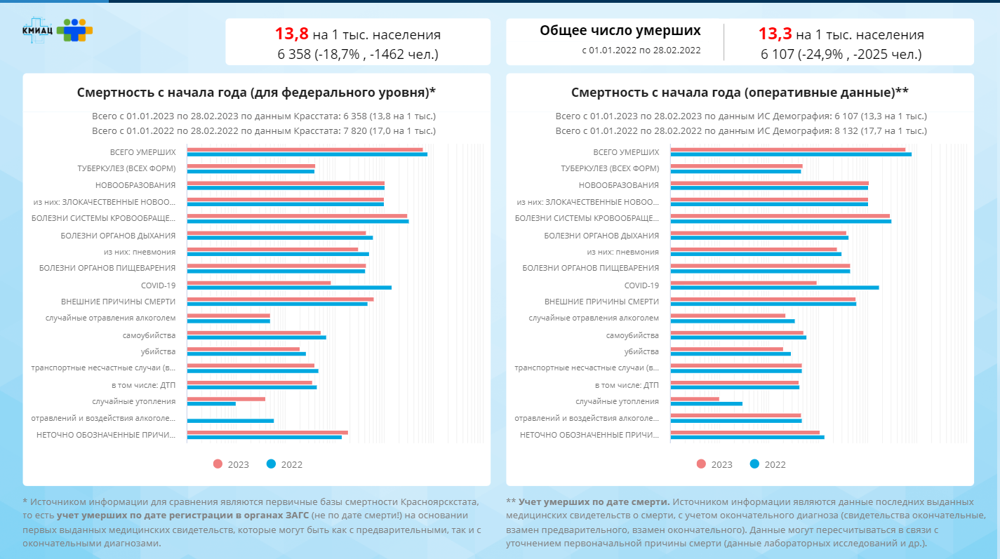 КМИАЦ
13,8 на 1 тыс. населения
6 358 (-18,7% , -1462 чел.)
Общее число умерших
с 01.01.2022 по 28.02.2022
13,3 на 1 тыс. населения
6 107 (-24,9% , -2025 чел.)
Смертность с начала года (для федерального уровня)*
Всего с 01.01.2023 по 28.02.2023 по данным Красстата: 6 358 (13,8 на 1 тыс.)
Всего с 01.01.2022 по 28.02.2022 по данным Красстата: 7 820 (17,0 на 1 тыс.)
ВСЕГО УМЕРШИХ
ТУБЕРКУЛЕЗ (ВСЕХ ФОРМ)
НОВООБРАЗОВАНИЯ
из них: ЗЛОКАЧЕСТВЕННЫЕ НОВОО...
БОЛЕЗНИ СИСТЕМЫ КРОВООБРАЩЕ...
БОЛЕЗНИ ОРГАНОВ ДЫХАНИЯ
из них: пневмония
БОЛЕЗНИ ОРГАНОВ ПИЩЕВАРЕНИЯ
COVID-19
ВНЕШНИЕ ПРИЧИНЫ СМЕРТИ
случайные отравления алкоголем
самоубийства
убийства
транспортные несчастные случаи (в...
в том числе: ДТП
случайные утопления
отравлений и воздействия алкоголе...
НЕТОЧНО ОБОЗНАЧЕННЫЕ ПРИЧИ...
2023 2022
Смертность с начала года (оперативные данные)**
Всего с 01.01.2023 по 28.02.2023 по данным ИС Демография: 6 107 (13,3 на 1 тыс.)
Всего с 01.01.2022 по 28.02.2022 по данным ИС Демография: 8 132 (17,7 на 1 тыс.)
ВСЕГО УМЕРШИХ
ТУБЕРКУЛЕЗ (ВСЕХ ФОРМ)
НОВООБРАЗОВАНИЯ
из них: ЗЛОКАЧЕСТВЕННЫЕ НОВОО...
БОЛЕЗНИ СИСТЕМЫ КРОВООБРАЩЕ...
БОЛЕЗНИ ОРГАНОВ ДЫХАНИЯ
из них: пневмония
БОЛЕЗНИ ОРГАНОВ ПИЩЕВАРЕНИЯ
COVID-19
ВНЕШНИЕ ПРИЧИНЫ СМЕРТИ
случайные отравления алкоголем
самоубийства
убийства
транспортные несчастные случаи (в...
в том числе: ДТП
случайные утопления
отравлений и воздействия алкоголе...
НЕТОЧНО ОБОЗНАЧЕННЫЕ ПРИЧИ...
2023 2022
* Источником информации для сравнения являются первичные базы смертности Красноярскстата,
то есть учет умерших по дате регистрации в органах ЗАГС (не по дате смерти!) на основании
первых выданных медицинских свидетельств, которые могут быть как с предварительными, так и с
окончательными диагнозами.
** Учет умерших по дате смерти. Источником информации являются данные последних выданных
медицинских свидетельств о смерти, с учетом окончательного диагноза (свидетельства окончательные,
взамен предварительного, взамен окончательного). Данные могут пересчитываться в связи с
уточнением первоначальной причины смерти (данные лабораторных исследований и др.).